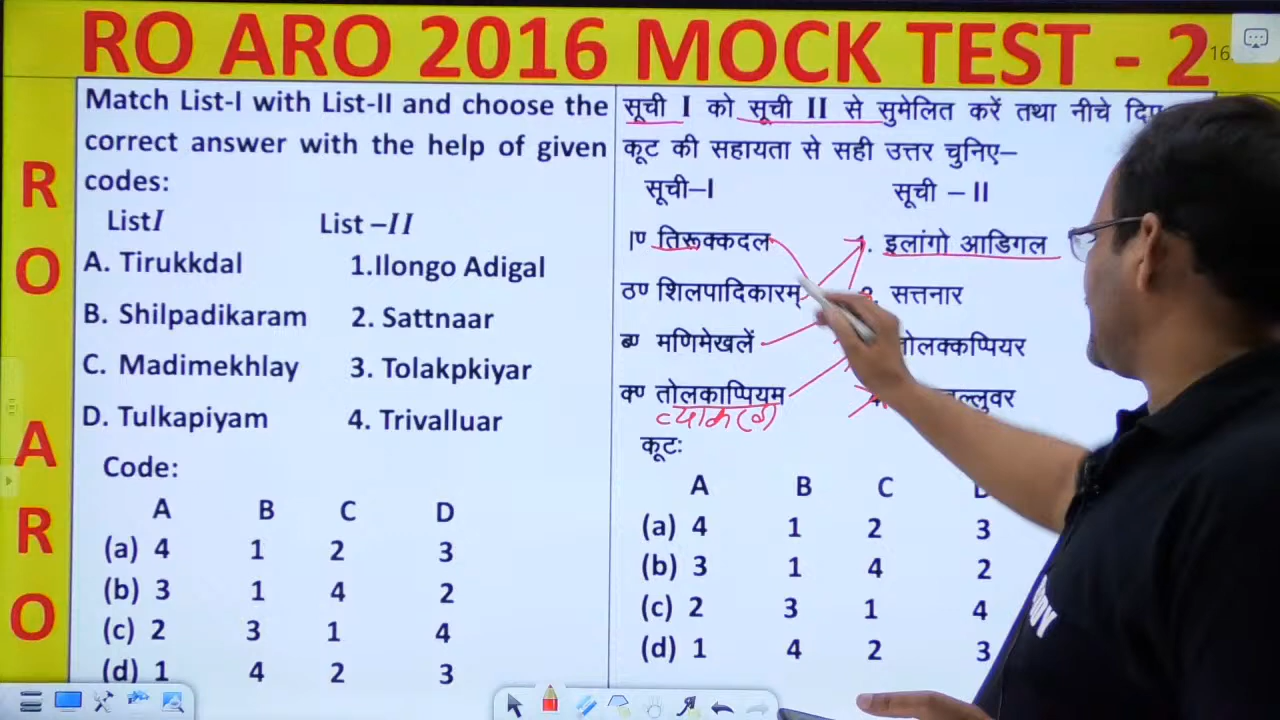 RO ARO 2016 MOCK TEST - 2
16
R
O
A
R
O
Match List-I with List-II and choose the
correct answer with the help of given
codes:
List I List –II
A. Tirukkdal 1.Ilongo Adigal
B. Shilpadikaram 2. Sattnaar
C. Madimekhlay 3. Tolakpkiyar
D. Tulkapiyam 4. Trivalluar
Code:
A B C D
(a) 4 1 2 3
(b) 3 1 4 2
(c) 2 3 1 4
(d) 1 4 2 3
सूची I को सूची II से सुमेलित करें तथा नीचे
कूट की सहायता से सही उत्तर चुनिए–
सूची–I सूची – II
।ण् तिरूक्कदल 1. इलांगो आडिगल
ठण् शिलपादिकारम् सत्तनार
ब्ण् मणिमेखलें तोलक्कप्पियर
क्ण् तोलकाप्पियम
कूटः
A B C
(a) 4 1 2 3
(b) 3 1 4 2
(c) 2 3 1 4
(d) 1 4 2 3